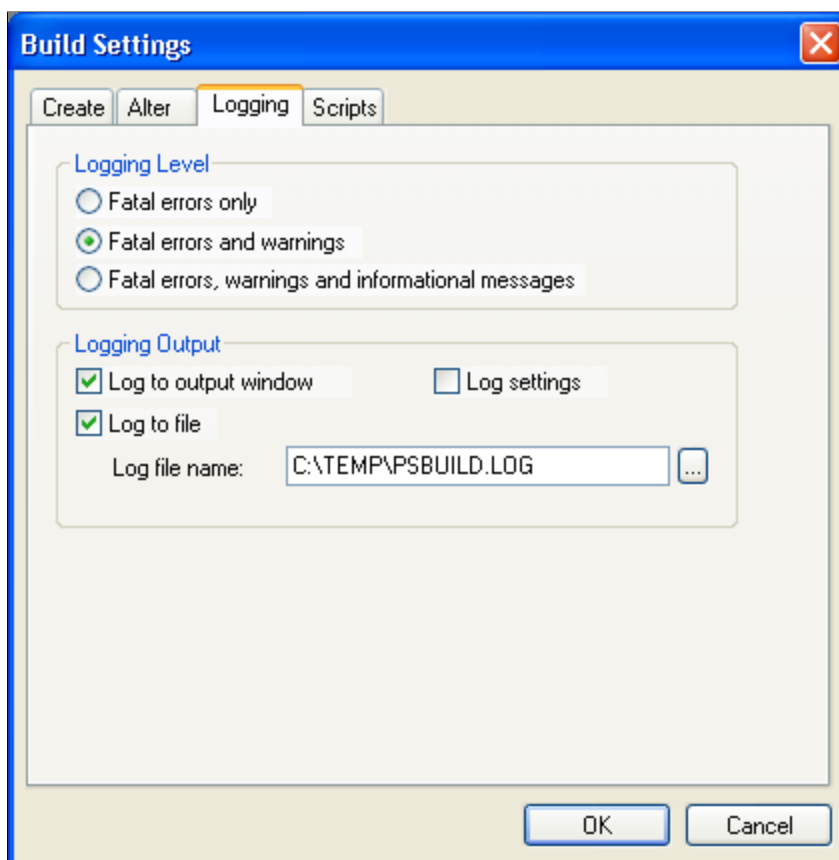 Build Settings
Create Alter Logging Scripts
Logging Level
Fatal errors only
Fatal errors and warnings
Fatal errors, warnings and informational messages
Logging Output
Log to output window Log settings
Log to file
Log file name: C:\TEMP\PSBUILD.LOG ...
OK Cancel